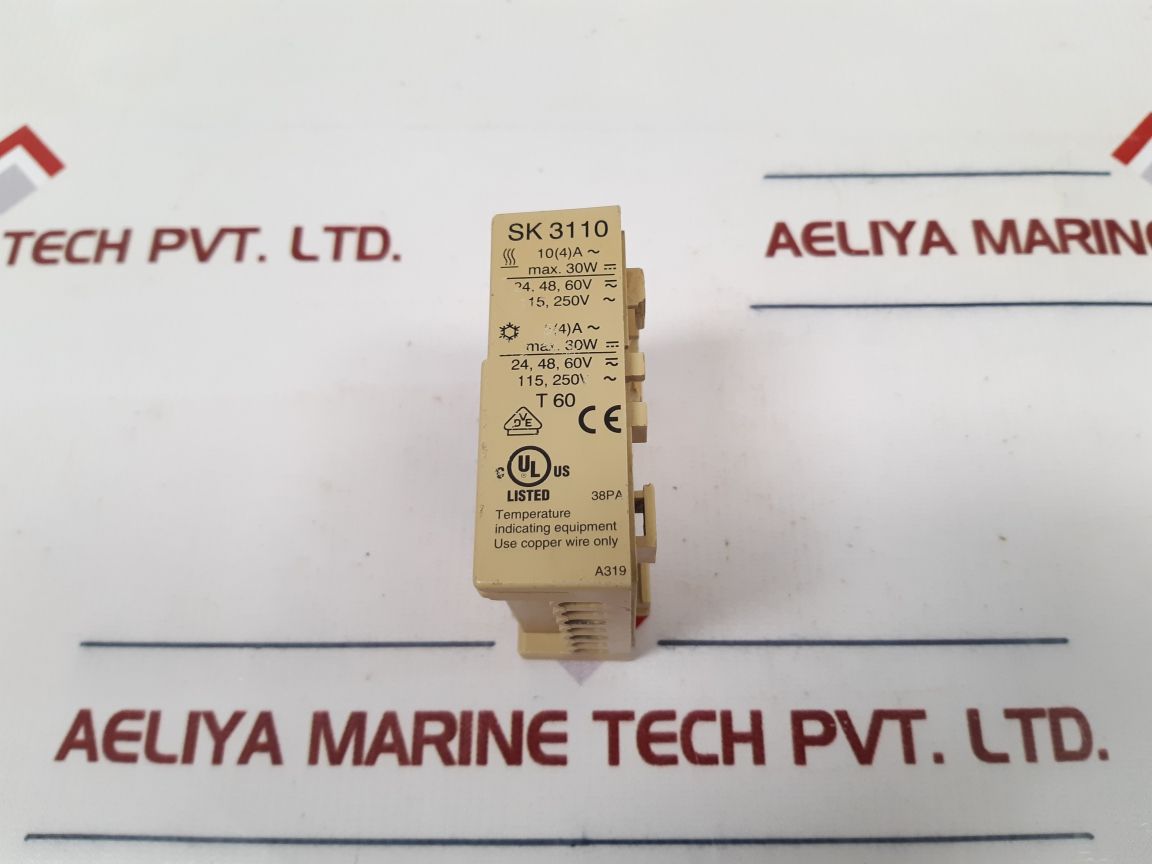 TECH PVT. LTD.
AELIYA MARINE
SK 3110
10(4)A ~
max. 30W ⎓
24, 48, 60V ≂
115, 250V ~
(4)A ~
max. 30W ⎓
24, 48, 60V ≂
115, 250V ~
T 60
DVE CE
c UL ® US
LISTED 38PA
Temperature
indicating equipment
Use copper wire only
A319
AELIYA MARINE TECH PVT. LTD.